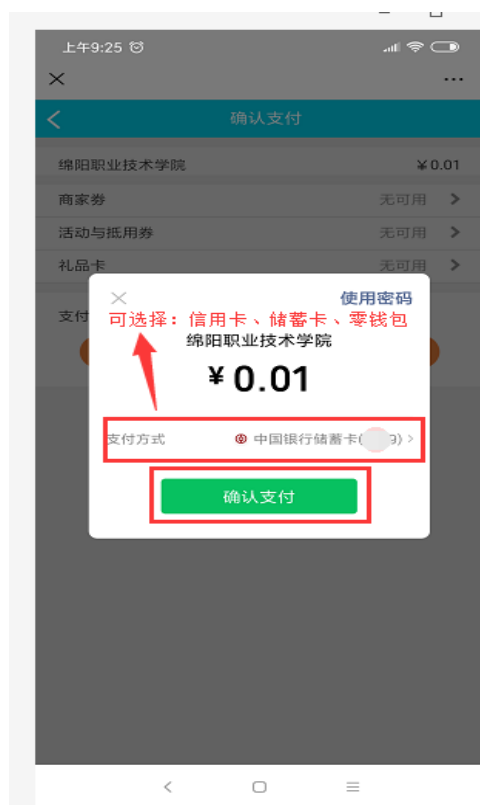 上午9:25
确认支付
绵阳职业技术学院 ¥0.01
商家券 无可用
活动与抵用券 无可用
礼品卡 无可用
支付
使用密码
可选择：信用卡、储蓄卡、零钱包
绵阳职业技术学院
¥0.01
支付方式 中国银行储蓄卡( 9)
确认支付